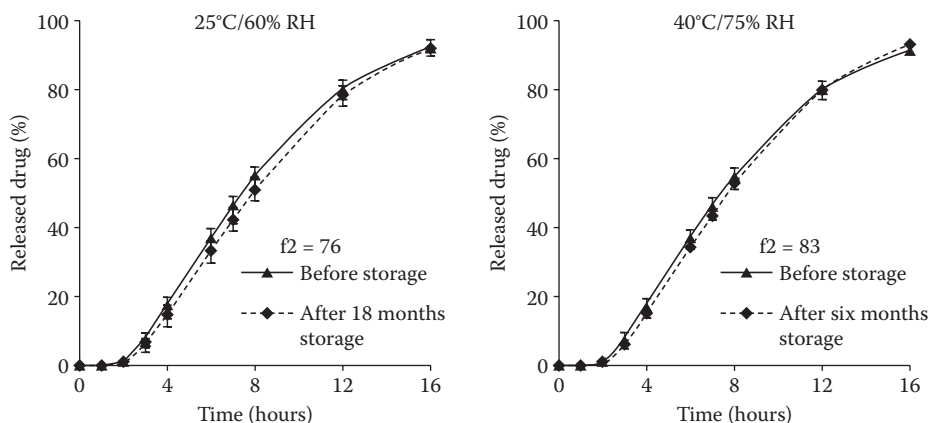 25°C/60% RH
100
80
60
40
20
0
Released drug (%)
f2 = 76
Before storage
After 18 months
storage
0 4 8 12 16
Time (hours)
40°C/75% RH
100
80
60
40
20
0
Released drug (%)
f2 = 83
Before storage
After six months
storage
0 4 8 12 16
Time (hours)